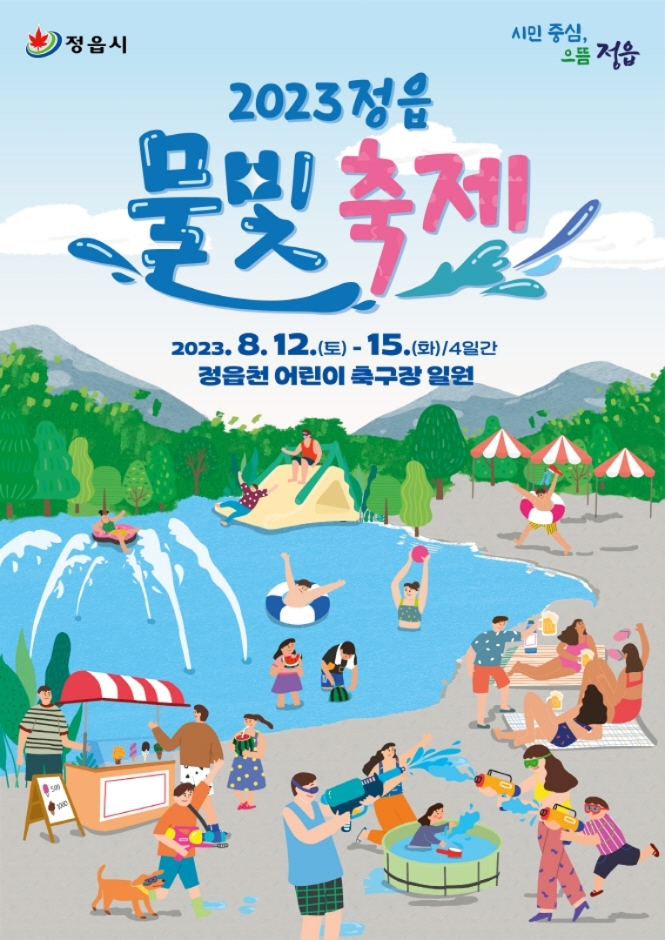 정읍시
시민 중심,
으뜸 정읍
2023 정읍
물빛 축제
2023. 8. 12.(토) - 15.(화)/4일간
정읍천 어린이 축구장 일원
500
1000